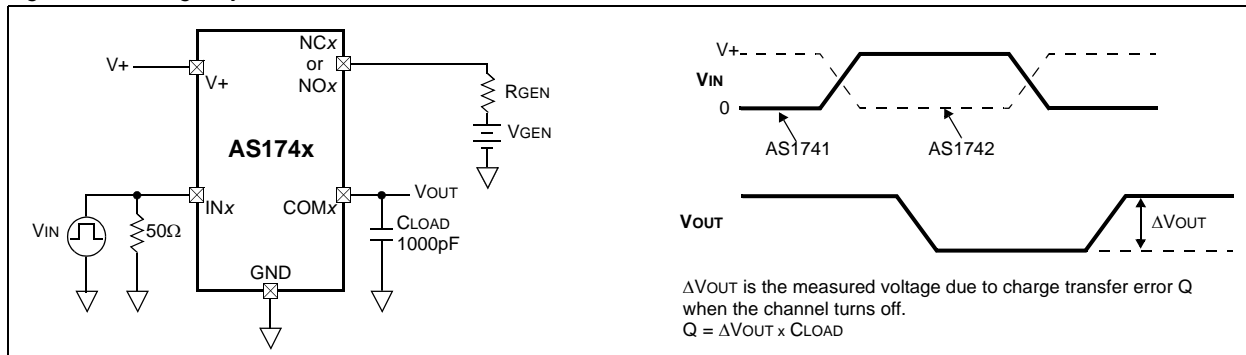 V+
V+
NCx
or
NOx
RGEN
VGEN
AS174x
INx
COMx
VOUT
VIN
50Ω
CLOAD
1000pF
GND
V+
VIN
0
AS1741
AS1742
VOUT
ΔVOUT
ΔVOUT is the measured voltage due to charge transfer error Q
when the channel turns off.
Q = ΔVOUT x CLOAD